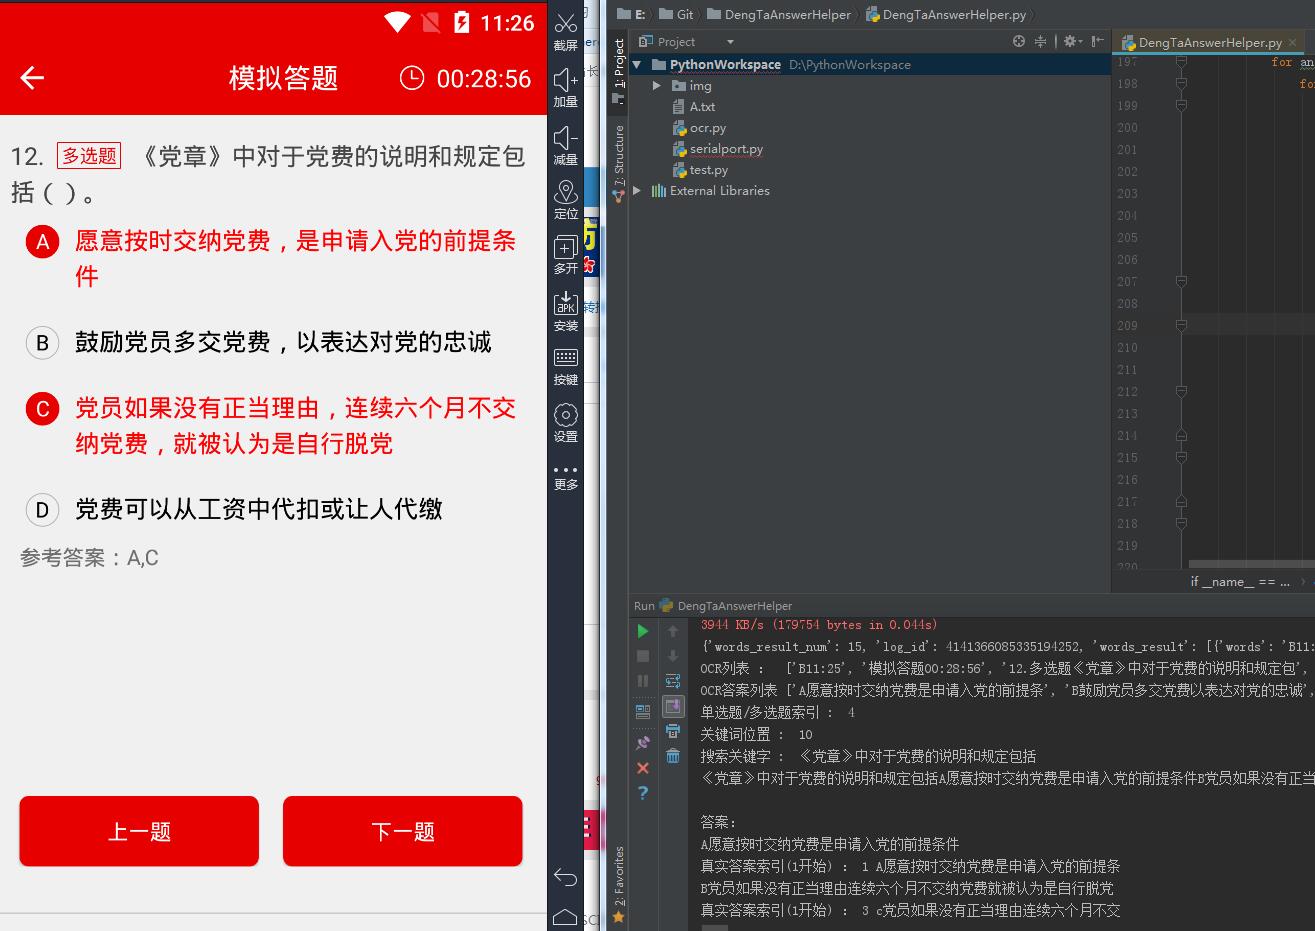 11:26
模拟答题
00:28:56
12. 多选题 《党章》中对于党费的说明和规定包
括（ ）。
A 愿意按时交纳党费，是申请入党的前提条
件
B 鼓励党员多交党费，以表达对党的忠诚
C 党员如果没有正当理由，连续六个月不交
纳党费，就被认为是自行脱党
D 党费可以从工资中代扣或让人代缴
参考答案：A,C
上一题
下一题
截屏
加量
减量
定位
多开
APK
安装
按键
设置
更多
转
E: Git DengTaAnswerHelper DengTaAnswerHelper.py
1: Project
7: Structure
2: Favorites
Project
PythonWorkspace D:\PythonWorkspace
img
A.txt
ocr.py
serialport.py
test.py
External Libraries
DengTaAnswerHelper.py
197 for an
198 fo
199
200
201
202
203
204
205
206
207
208
209
210
211
212
213
214
215
216
217
218
219
220
if __name__ == ...
Run DengTaAnswerHelper
3944 KB/s (179754 bytes in 0.044s)
{'words_result_num': 15, 'log_id': 4141366085335194252, 'words_result': [{'words': 'B11:
OCR列表 ： ['B11:25', '模拟答题00:28:56', '12.多选题《党章》中对于党费的说明和规定包',
OCR答案列表 ['A愿意按时交纳党费是申请入党的前提条', 'B鼓励党员多交党费以表达对党的忠诚',
单选题/多选题索引 ： 4
关键词位置 ： 10
搜索关键字 ： 《党章》中对于党费的说明和规定包括
《党章》中对于党费的说明和规定包括A愿意按时交纳党费是申请入党的前提条件B党员如果没有正当
答案：
A愿意按时交纳党费是申请入党的前提条件
真实答案索引(1开始) ： 1 A愿意按时交纳党费是申请入党的前提条
B党员如果没有正当理由连续六个月不交纳党费就被认为是自行脱党
真实答案索引(1开始) ： 3 c党员如果没有正当理由连续六个月不交